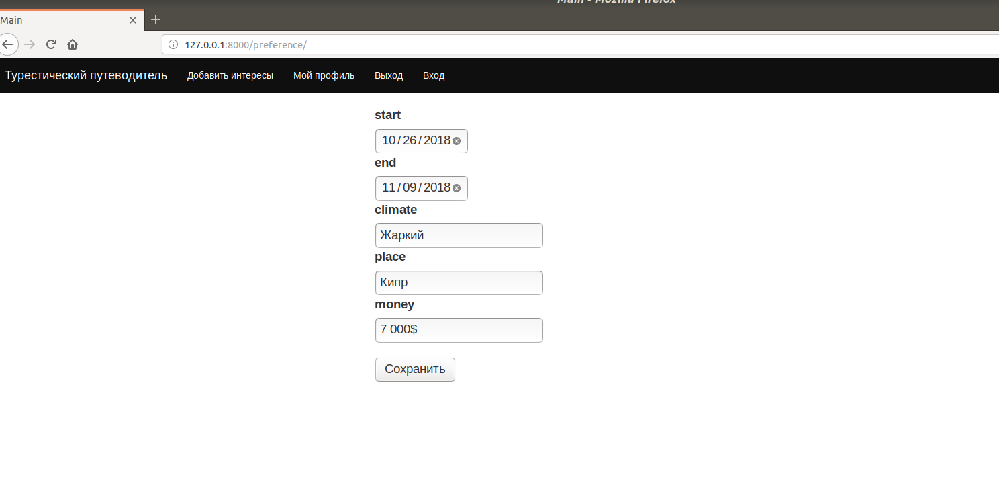 Main - Mozilla Firefox
Main
127.0.0.1:8000/preference/
Турестический путеводитель Добавить интересы Мой профиль Выход Вход
start
10/26/2018
end
11/09/2018
climate
Жаркий
place
Кипр
money
7 000$
Сохранить